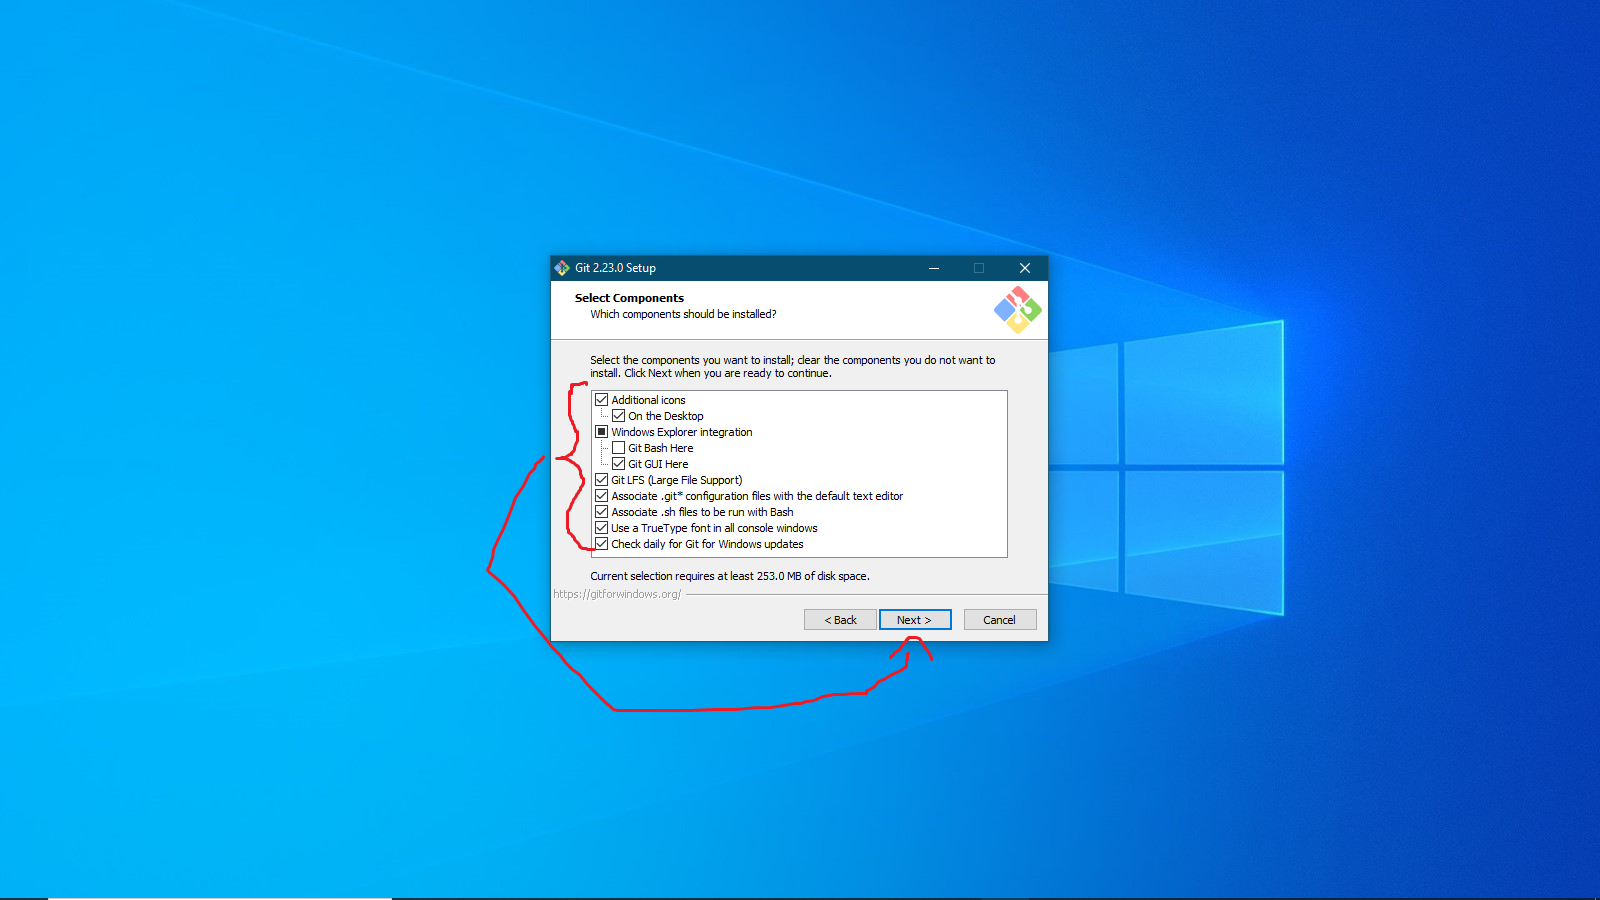 Git 2.23.0 Setup
Select Components
Which components should be installed?
Select the components you want to install; clear the components you do not want to
install. Click Next when you are ready to continue.
Additional icons
On the Desktop
Windows Explorer integration
Git Bash Here
Git GUI Here
Git LFS (Large File Support)
Associate .git* configuration files with the default text editor
Associate .sh files to be run with Bash
Use a TrueType font in all console windows
Check daily for Git for Windows updates
Current selection requires at least 253.0 MB of disk space.
https://gitforwindows.org/
< Back Next > Cancel